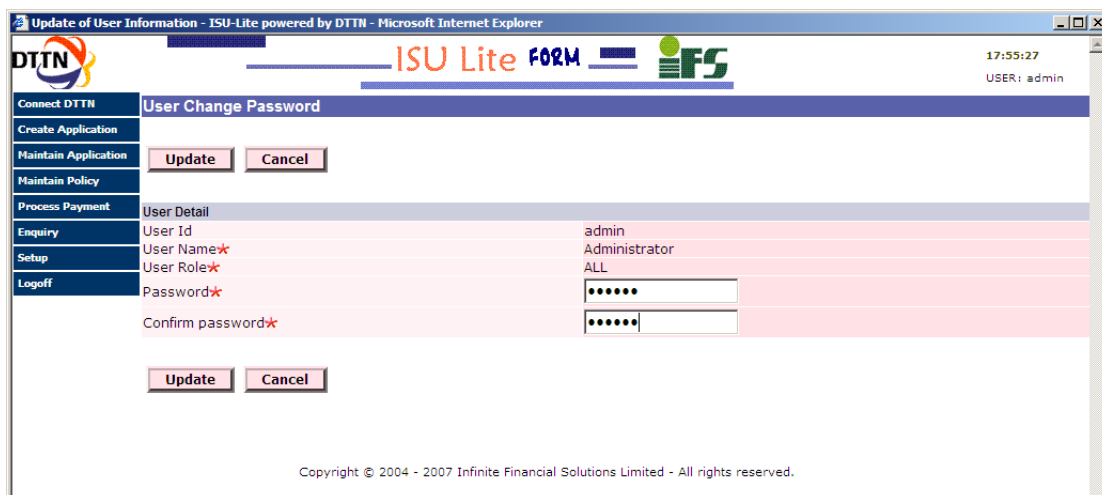 Update of User Information - ISU-Lite powered by DTTN - Microsoft Internet Explorer
DTTN
ISU Lite FORM
iFS
17:55:27
USER: admin
Connect DTTN
Create Application
Maintain Application
Maintain Policy
Process Payment
Enquiry
Setup
Logoff
User Change Password
Update Cancel
User Detail
User Id admin
User Name* Administrator
User Role* ALL
Password* ••••••
Confirm password* ••••••
Update Cancel
Copyright © 2004 - 2007 Infinite Financial Solutions Limited - All rights reserved.